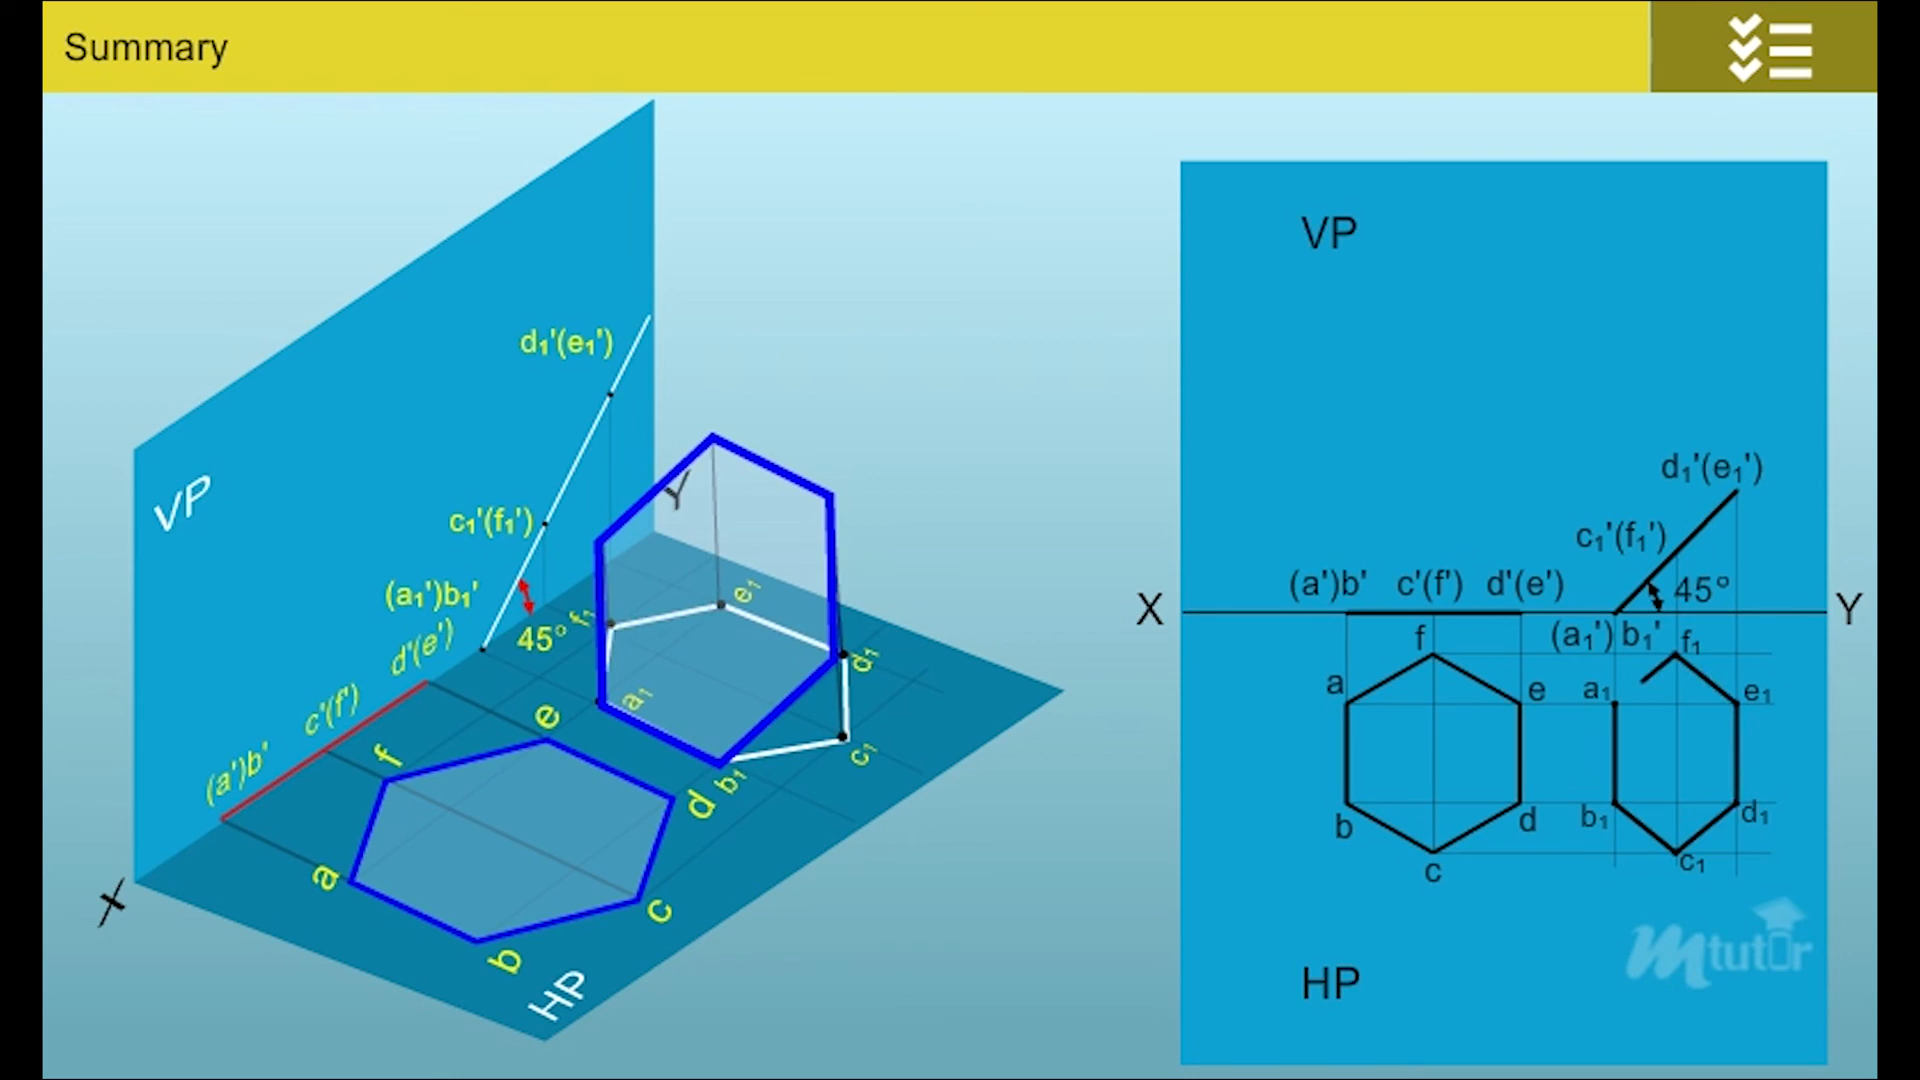 Summary
VP
d₁'(e₁')
c₁'(f₁')
(a₁')b₁'
45°
d'(e')
c'(f')
(a')b'
X
Y
f₁
e₁
a₁
d₁
b₁
c₁
f
e
a
d
c
b
HP
VP
d₁'(e₁')
c₁'(f₁')
(a')b' c'(f') d'(e') 45°
X Y
(a₁') b₁'
f f₁
a e a₁ e₁
b d b₁ d₁
c c₁
HP
mtutor